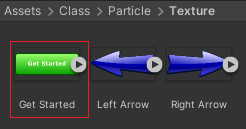 Assets > Class > Particle > Texture
Get Started
Get Started Left Arrow Right Arrow